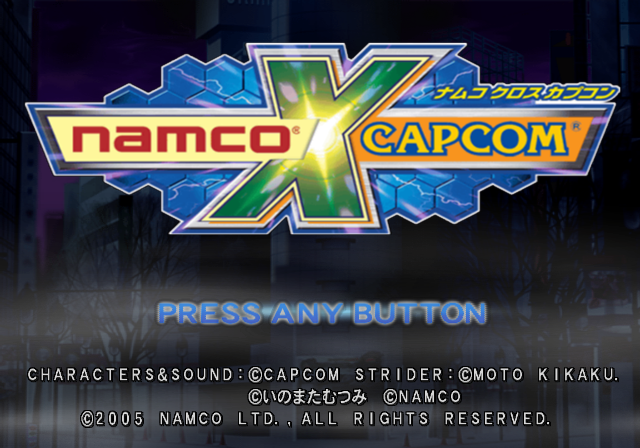 ナムコ クロス カプコン
namco® X CAPCOM®
PRESS ANY BUTTON
CHARACTERS&SOUND:©CAPCOM STRIDER:©MOTO KIKAKU.
©いのまたむつみ ©NAMCO
©2005 NAMCO LTD.,ALL RIGHTS RESERVED.